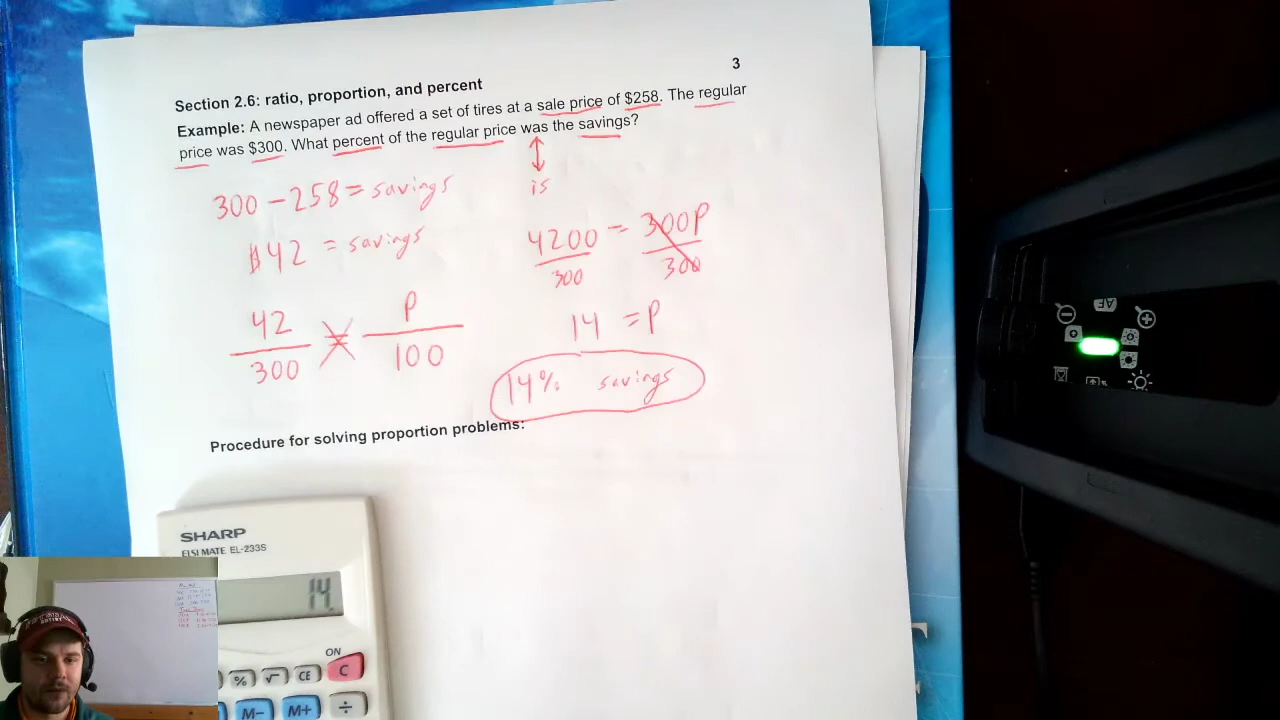 3
Section 2.6: ratio, proportion, and percent
Example: A newspaper ad offered a set of tires at a sale price of $258. The regular
price was $300. What percent of the regular price was the savings?
is
300 - 258 = savings
$42 = savings
4200/300 = 300P/300
42/300 = P/100
14 = P
14% savings
Procedure for solving proportion problems:
SHARP
ELSI MATE EL-233S
14.
ON
% √ CE C
M- M+ ÷
AF